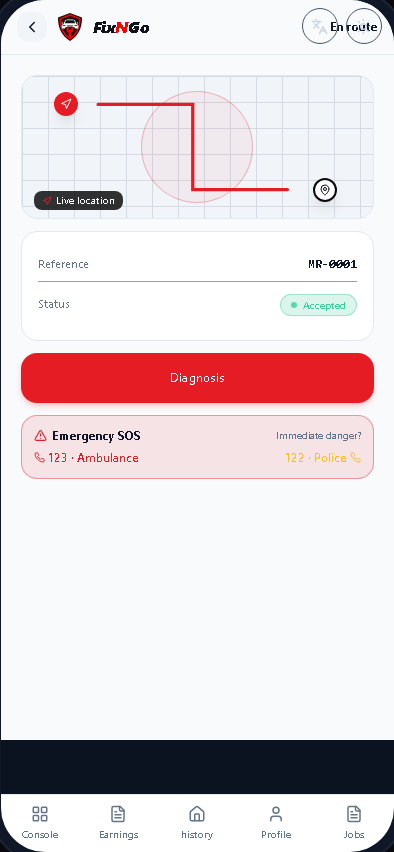 FixNGo
En route
Live location
Reference MR-0001
Status Accepted
Diagnosis
Emergency SOS Immediate danger?
123 · Ambulance 122 · Police
Console Earnings history Profile Jobs